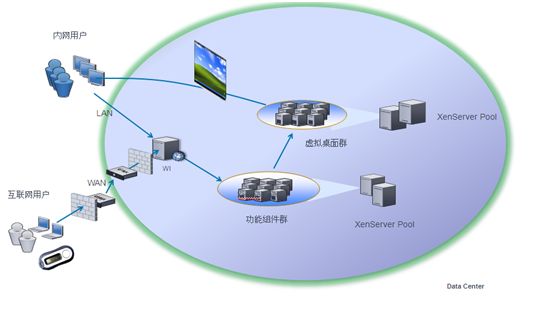 内网用户
LAN
XenServer Pool
虚拟桌面群
WI
WAN
互联网用户
功能组件群
XenServer Pool
Data Center